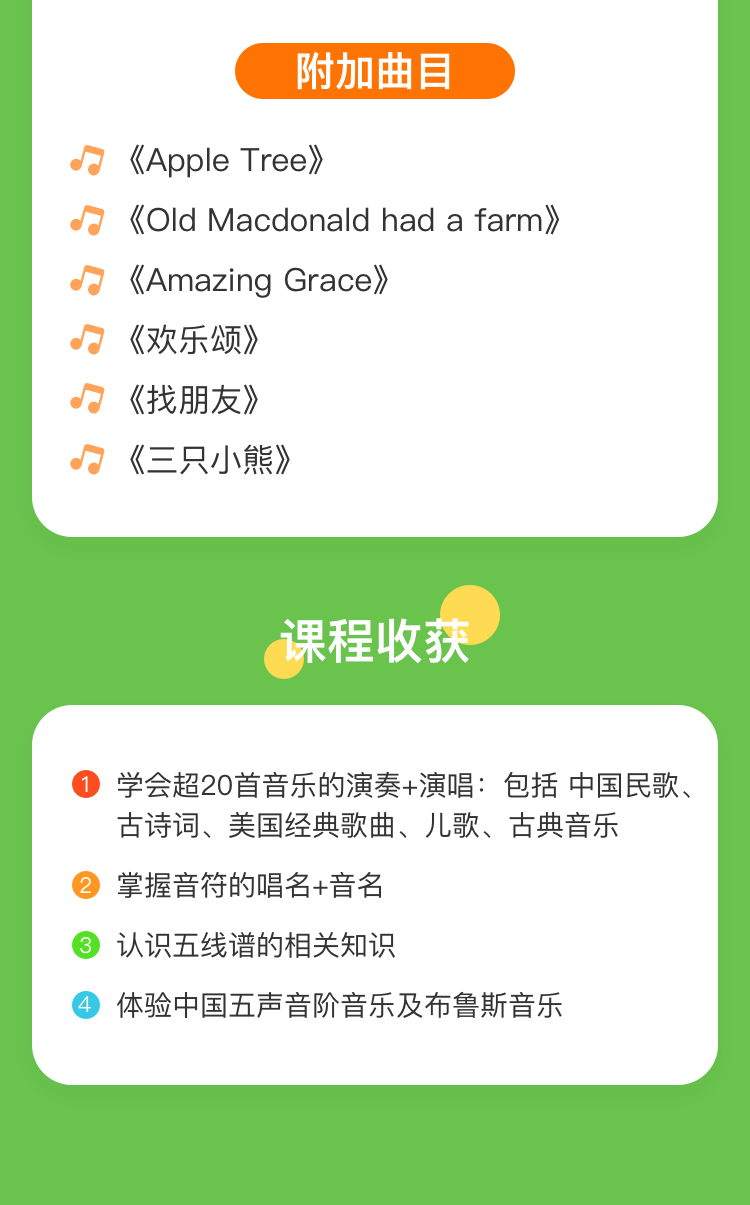 附加曲目
《Apple Tree》
《Old Macdonald had a farm》
《Amazing Grace》
《欢乐颂》
《找朋友》
《三只小熊》
课程收获
1 学会超20首音乐的演奏+演唱：包括 中国民歌、
古诗词、美国经典歌曲、儿歌、古典音乐
2 掌握音符的唱名+音名
3 认识五线谱的相关知识
4 体验中国五声音阶音乐及布鲁斯音乐